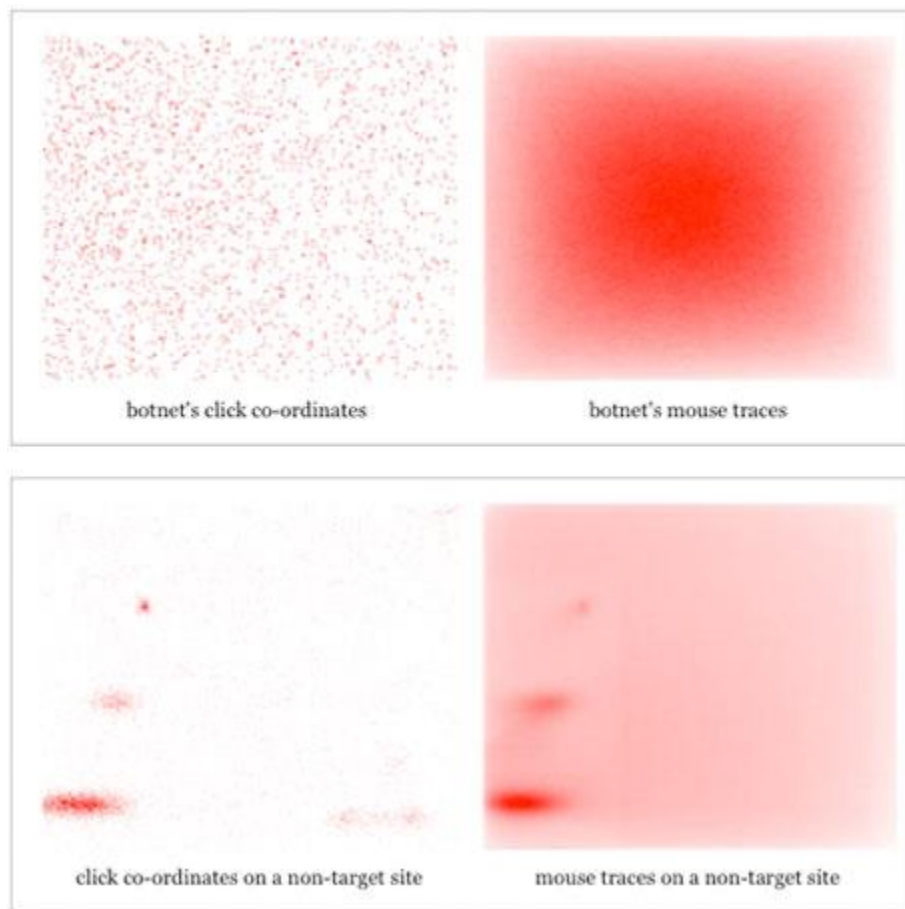 botnet's click co-ordinates
botnet's mouse traces
click co-ordinates on a non-target site
mouse traces on a non-target site